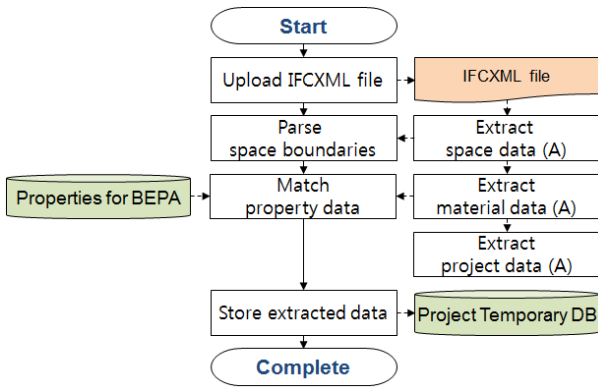 Start
Upload IFCXML file
IFCXML file
Parse
space boundaries
Extract
space data (A)
Properties for BEPA
Match
property data
Extract
material data (A)
Extract
project data (A)
Store extracted data
Project Temporary DB
Complete